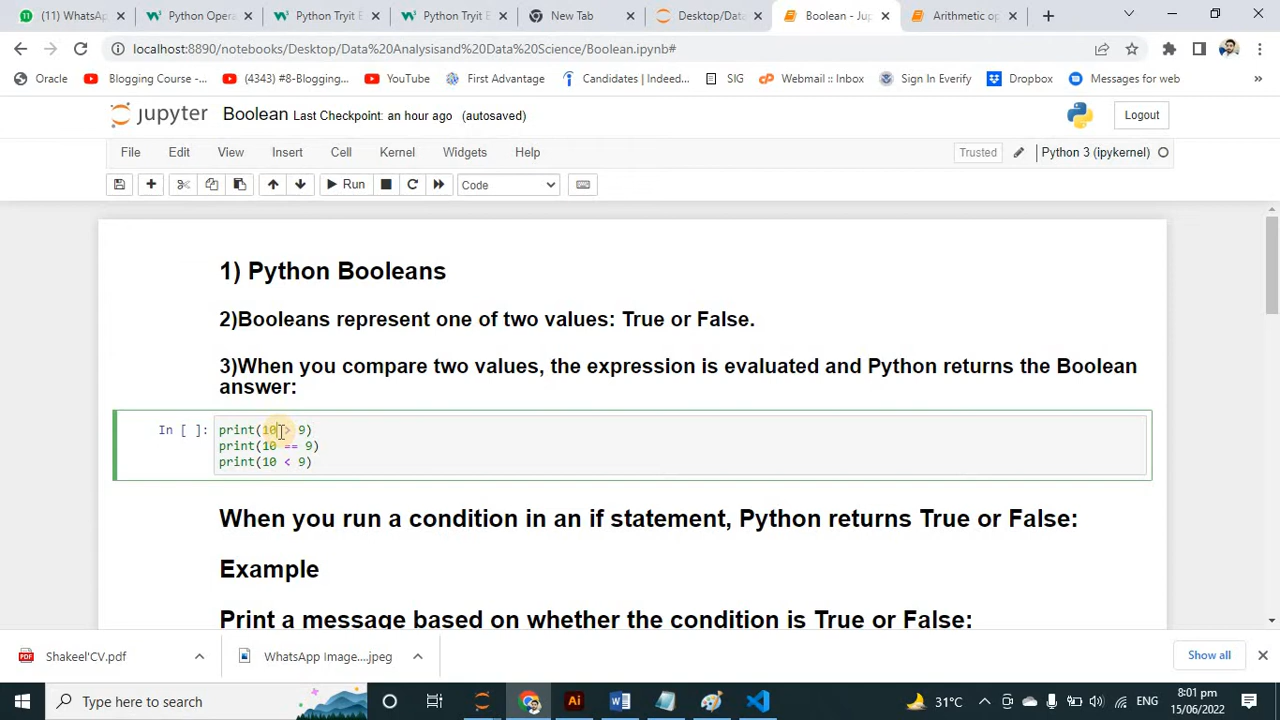 (11) WhatsAp
Python Opera
Python Tryit E
Python Tryit E
New Tab
Desktop/Data
Boolean - Jup
Arithmetic op
localhost:8890/notebooks/Desktop/Data%20Analysisand%20Data%20Science/Boolean.ipynb#
Oracle
Blogging Course -...
(4343) #8-Blogging...
YouTube
First Advantage
Candidates | Indeed...
SIG
Webmail :: Inbox
Sign In Everify
Dropbox
Messages for web
»
jupyter Boolean Last Checkpoint: an hour ago (autosaved)
Logout
File Edit View Insert Cell Kernel Widgets Help
Trusted
Python 3 (ipykernel)
Run
Code
1) Python Booleans
2)Booleans represent one of two values: True or False.
3)When you compare two values, the expression is evaluated and Python returns the Boolean
answer:
In [ ]:
print(10 > 9)
print(10 == 9)
print(10 < 9)
When you run a condition in an if statement, Python returns True or False:
Example
Print a message based on whether the condition is True or False:
PDF
Shakeel'CV.pdf
WhatsApp Image....jpeg
Show all
Type here to search
Ai
W
31°C
ENG
8:01 pm
15/06/2022